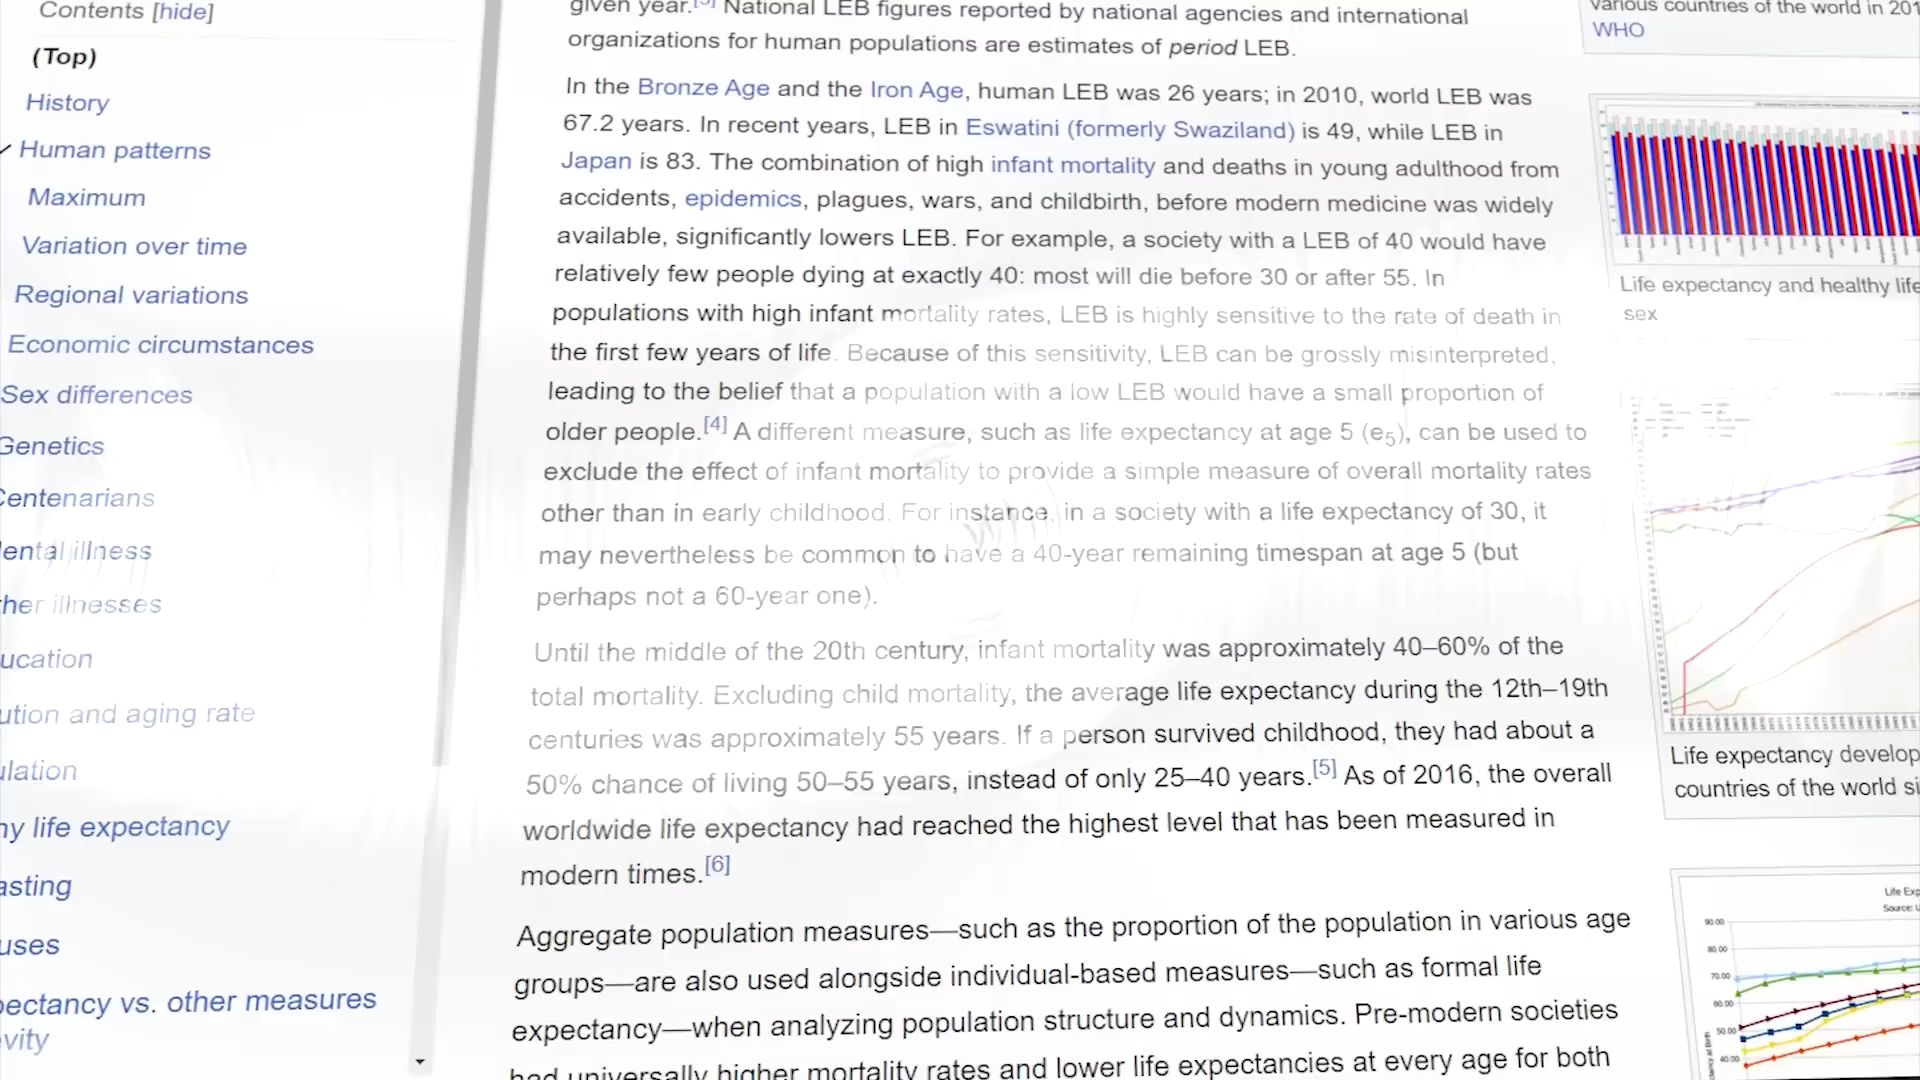 Contents [hide]
(Top)
History
Human patterns
Maximum
Variation over time
Regional variations
Economic circumstances
Sex differences
Genetics
Centenarians
ental illness
her illnesses
ucation
ution and aging rate
lation
hy life expectancy
asting
uses
pectancy vs. other measures
vity
given year.[3] National LEB figures reported by national agencies and international
organizations for human populations are estimates of period LEB.
In the Bronze Age and the Iron Age, human LEB was 26 years; in 2010, world LEB was
67.2 years. In recent years, LEB in Eswatini (formerly Swaziland) is 49, while LEB in
Japan is 83. The combination of high infant mortality and deaths in young adulthood from
accidents, epidemics, plagues, wars, and childbirth, before modern medicine was widely
available, significantly lowers LEB. For example, a society with a LEB of 40 would have
relatively few people dying at exactly 40: most will die before 30 or after 55. In
populations with high infant mortality rates, LEB is highly sensitive to the rate of death in
the first few years of life. Because of this sensitivity, LEB can be grossly misinterpreted,
leading to the belief that a population with a low LEB would have a small proportion of
older people.[4] A different measure, such as life expectancy at age 5 (e5), can be used to
exclude the effect of infant mortality to provide a simple measure of overall mortality rates
other than in early childhood. For instance, in a society with a life expectancy of 30, it
may nevertheless be common to have a 40-year remaining timespan at age 5 (but
perhaps not a 60-year one).
Until the middle of the 20th century, infant mortality was approximately 40–60% of the
total mortality. Excluding child mortality, the average life expectancy during the 12th–19th
centuries was approximately 55 years. If a person survived childhood, they had about a
50% chance of living 50–55 years, instead of only 25–40 years.[5] As of 2016, the overall
worldwide life expectancy had reached the highest level that has been measured in
modern times.[6]
Aggregate population measures—such as the proportion of the population in various age
groups—are also used alongside individual-based measures—such as formal life
expectancy—when analyzing population structure and dynamics. Pre-modern societies
had universally higher mortality rates and lower life expectancies at every age for both
various countries of the world in 201
WHO
Life expectancy and healthy life
sex
Life expectancy develop
countries of the world si
Life Exp
Source: U
90.00
80.00
70.00
60.00
50.00
40.00